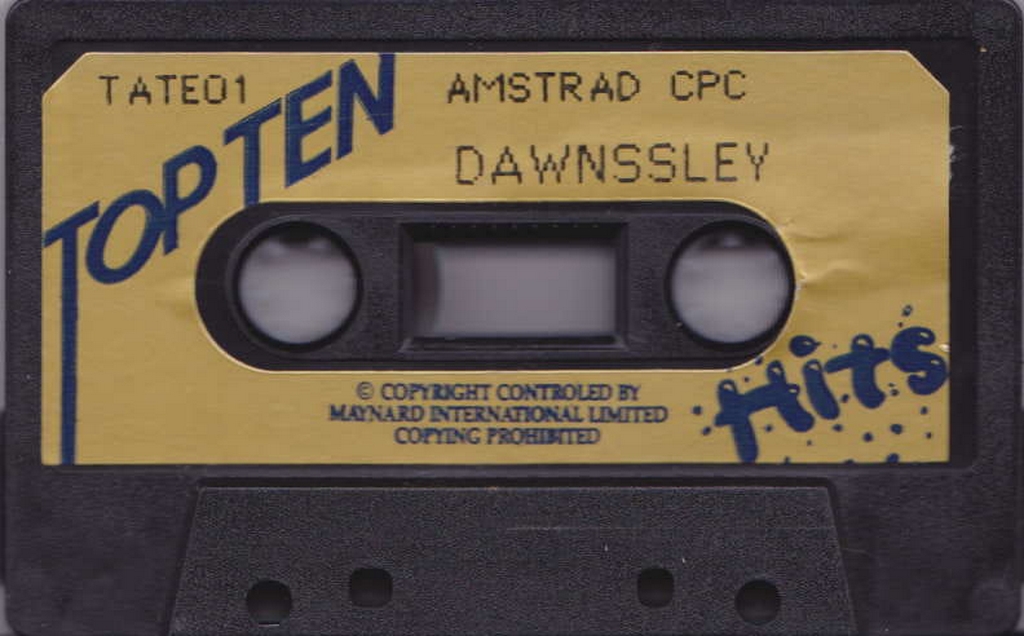 TATE01
AMSTRAD CPC
TOP TEN
DAWNSSLEY
Hits
© COPYRIGHT CONTROLED BY
MAYNARD INTERNATIONAL LIMITED
COPYING PROHIBITED